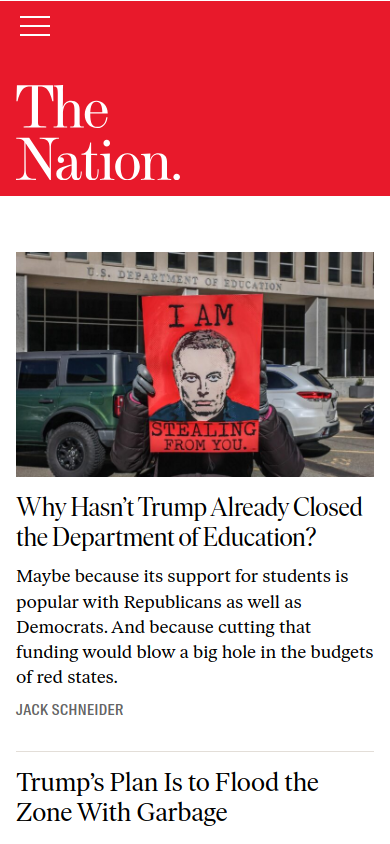 The
Nation.
U.S. DEPARTMENT OF EDUCATION
I AM
STEALING
FROM YOU.
Why Hasn't Trump Already Closed
the Department of Education?
Maybe because its support for students is
popular with Republicans as well as
Democrats. And because cutting that
funding would blow a big hole in the budgets
of red states.
JACK SCHNEIDER
Trump's Plan Is to Flood the
Zone With Garbage